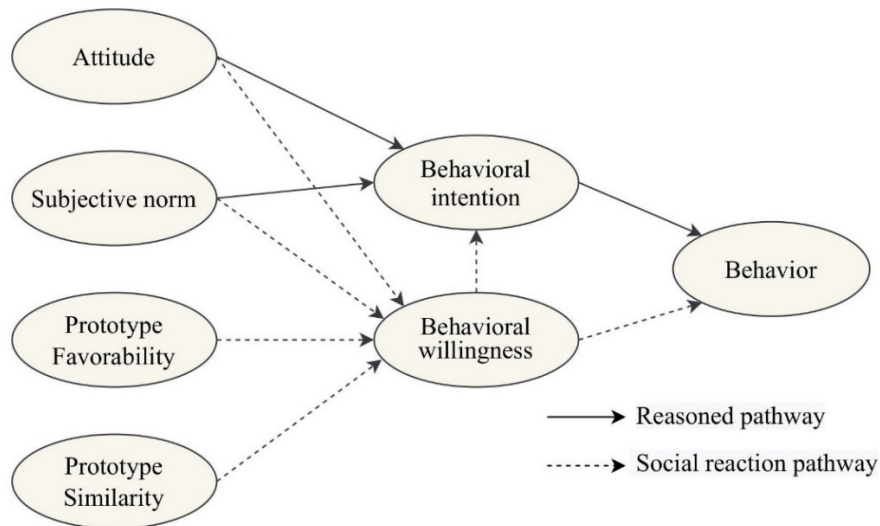 Attitude
Subjective norm
Prototype
Favorability
Prototype
Similarity
Behavioral
intention
Behavioral
willingness
Behavior
Reasoned pathway
Social reaction pathway